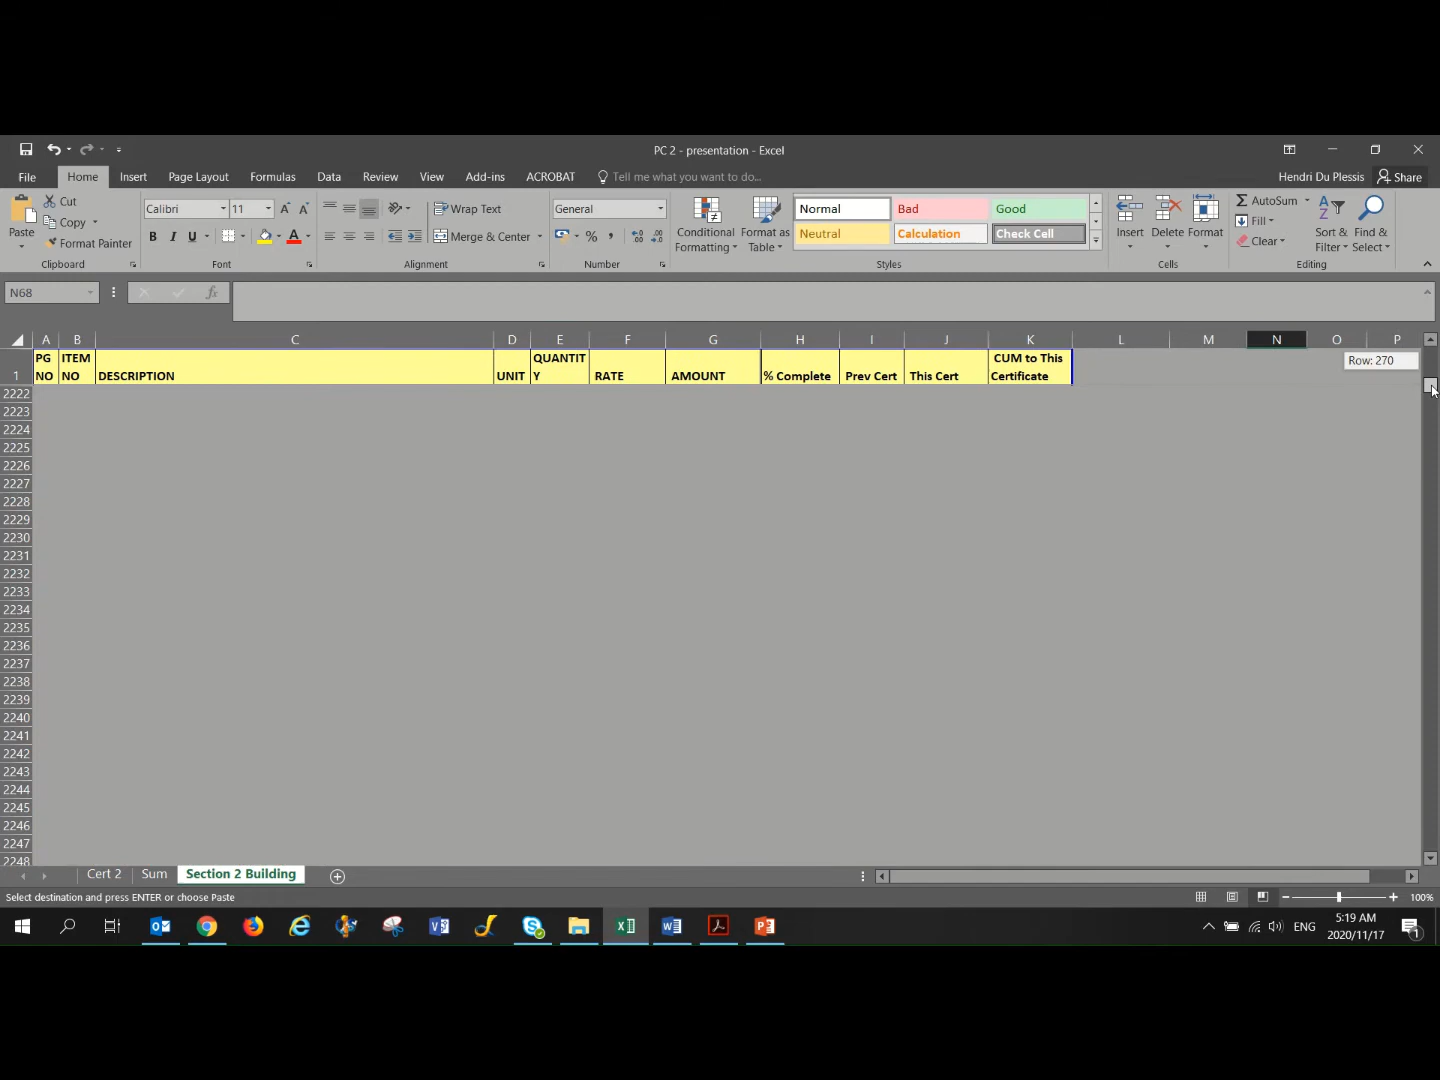 PC 2 - presentation - Excel
File Home Insert Page Layout Formulas Data Review View Add-ins ACROBAT Tell me what you want to do... Hendri Du Plessis Share
Paste Cut Copy Format Painter Clipboard
Calibri 11 A A B I U A Font
Wrap Text Merge & Center Alignment
General % , Number
Conditional Formatting Format as Table
Normal Bad Good
Neutral Calculation Check Cell
Styles
Insert Delete Format Cells
AutoSum Fill Clear Sort & Filter Find & Select Editing
N68 fx
A B C D E F G H I J K L M N O P
1 PG NO ITEM NO DESCRIPTION UNIT QUANTIT Y RATE AMOUNT % Complete Prev Cert This Cert CUM to This Certificate
Row: 270
2222
2223
2224
2225
2226
2227
2228
2229
2230
2231
2232
2233
2234
2235
2236
2237
2238
2239
2240
2241
2242
2243
2244
2245
2246
2247
2248
Cert 2 Sum Section 2 Building
Select destination and press ENTER or choose Paste 100%
ENG 5:19 AM
2020/11/17 1